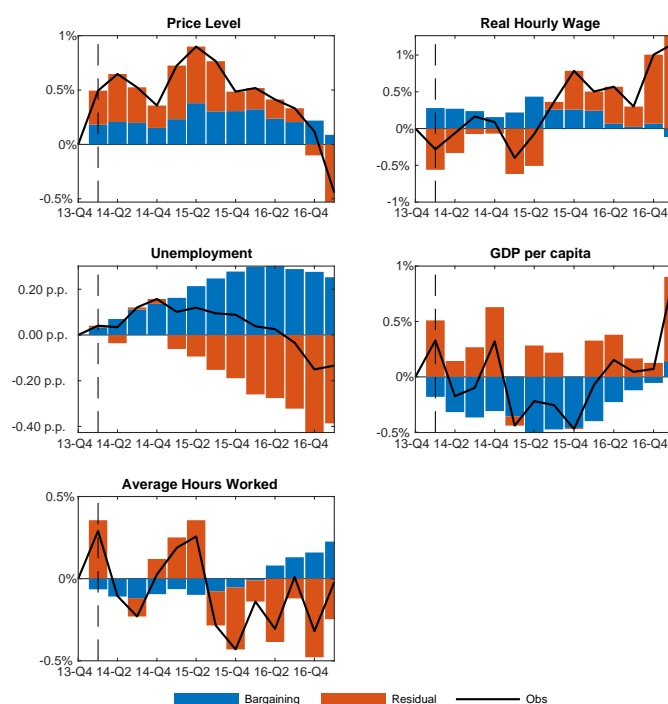 Price Level
1%
0.5%
0%
-0.5%
13-Q4 14-Q2 14-Q4 15-Q2 15-Q4 16-Q2 16-Q4
Real Hourly Wage
1%
0.5%
0%
-0.5%
-1%
13-Q4 14-Q2 14-Q4 15-Q2 15-Q4 16-Q2 16-Q4
Unemployment
0.20 p.p.
0.00 p.p.
-0.20 p.p.
-0.40 p.p.
13-Q4 14-Q2 14-Q4 15-Q2 15-Q4 16-Q2 16-Q4
GDP per capita
1%
0.5%
0%
-0.5%
13-Q4 14-Q2 14-Q4 15-Q2 15-Q4 16-Q2 16-Q4
Average Hours Worked
0.5%
0%
-0.5%
13-Q4 14-Q2 14-Q4 15-Q2 15-Q4 16-Q2 16-Q4
Bargaining Residual Obs